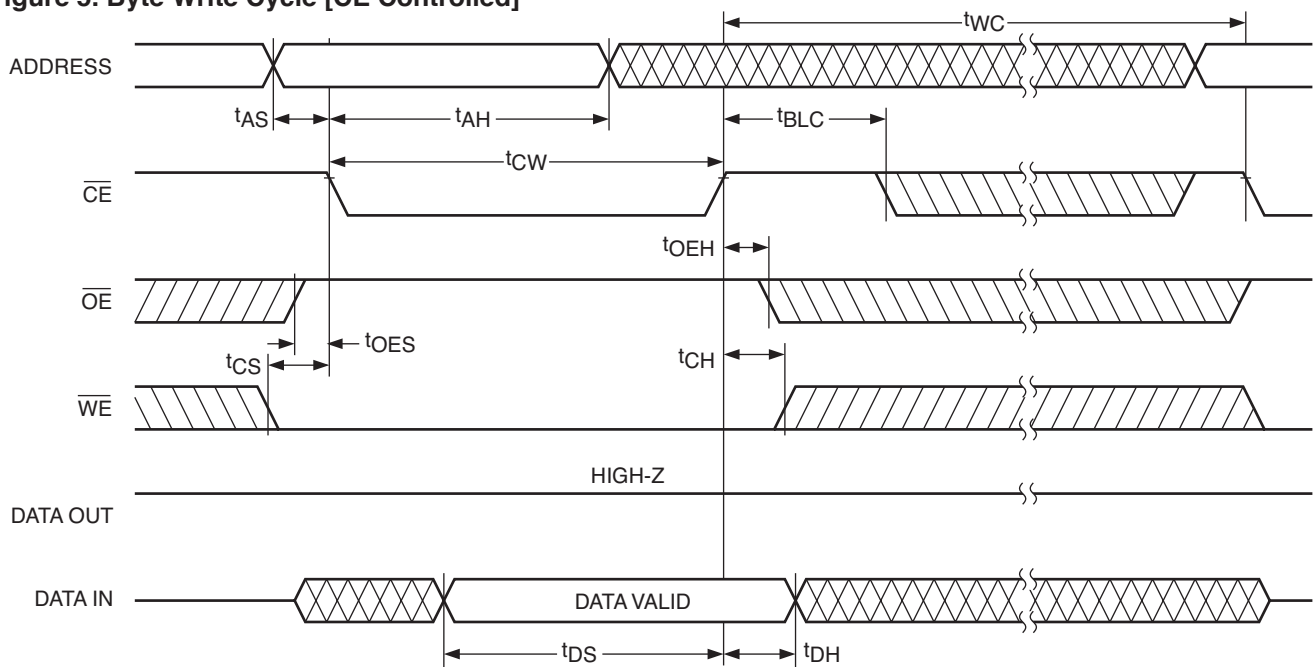 Figure 5. Byte Write Cycle [CE Controlled]
tWC
ADDRESS
tAS
tAH
tBLC
tCW
CE
tOEH
OE
tOES
tCS
tCH
WE
HIGH-Z
DATA OUT
DATA IN
DATA VALID
tDS
tDH